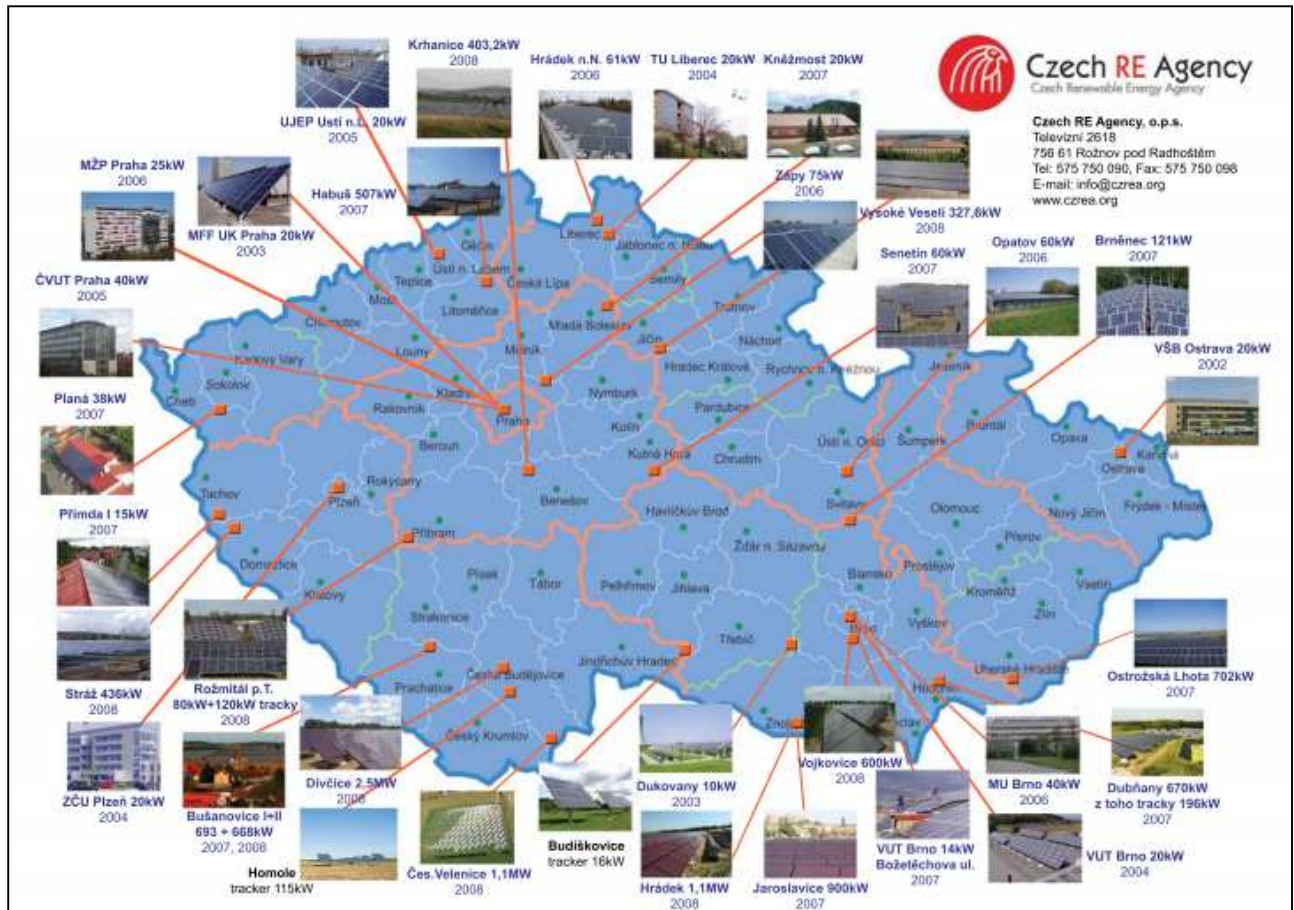 Krhanice 403,2kW
2008
Hrádek n.N. 61kW
2006
TU Liberec 20kW
2004
Kněžmost 20kW
2007
Czech RE Agency
Czech Renewable Energy Agency
Czech RE Agency, o.p.s.
Televizní 2618
756 61 Rožnov pod Radhoštěm
Tel: 575 750 090, Fax: 575 750 098
E-mail: info@czrea.org
www.czrea.org
UJEP Ústí n.L. 20kW
2005
MŽP Praha 25kW
2006
MFF UK Praha 20kW
2003
Habuš 507kW
2007
Zápy 75kW
2006
Vysoké Veselí 327,6kW
2008
Senetín 60kW
2007
Opatov 60kW
2006
Brněnec 121kW
2007
VŠB Ostrava 20kW
2002
ČVUT Praha 40kW
2005
Planá 38kW
2007
Přimda I 15kW
2007
Stráž 436kW
2008
ZČU Plzeň 20kW
2004
Rožmitál p.T.
80kW+120kW tracky
2008
Bušanovice I+II
693 + 668kW
2007, 2008
Divčice 2,5MW
2008
Homole
tracker 115kW
Čes.Velenice 1,1MW
2008
Budíškovice
tracker 16kW
Dukovany 10kW
2003
Hrádek 1,1MW
2008
Jaroslavice 900kW
2007
Vojkovice 600kW
2008
VUT Brno 14kW
Božetěchova ul.
2007
MU Brno 40kW
2006
VUT Brno 20kW
2004
Dubňany 670kW
z toho tracky 196kW
2007
Ostrožská Lhota 702kW
2007
Děčín
Liberec
Jablonec n. Nisou
Ústí n. Labem
Teplice
Česká Lípa
Semily
Most
Litoměřice
Trutnov
Chomutov
Mladá Boleslav
Jičín
Náchod
Louny
Mělník
Karlovy Vary
Hradec Králové
Rychnov n. Kněžnou
Jeseník
Sokolov
Cheb
Rakovník
Praha
Nymburk
Pardubice
Bruntál
Kolín
Beroun
Ústí n. Orlicí
Šumperk
Opava
Kutná Hora
Chrudim
Karviná
Ostrava
Tachov
Plzeň
Rokycany
Benešov
Svitavy
Frýdek - Místek
Havlíčkův Brod
Olomouc
Nový Jičín
Příbram
Žďár n. Sázavou
Přerov
Domažlice
Prostějov
Klatovy
Písek
Tábor
Pelhřimov
Jihlava
Blansko
Kroměříž
Vsetín
Strakonice
Třebíč
Brno
Vyškov
Zlín
Jindřichův Hradec
Uherské Hradiště
Prachatice
České Budějovice
Český Krumlov